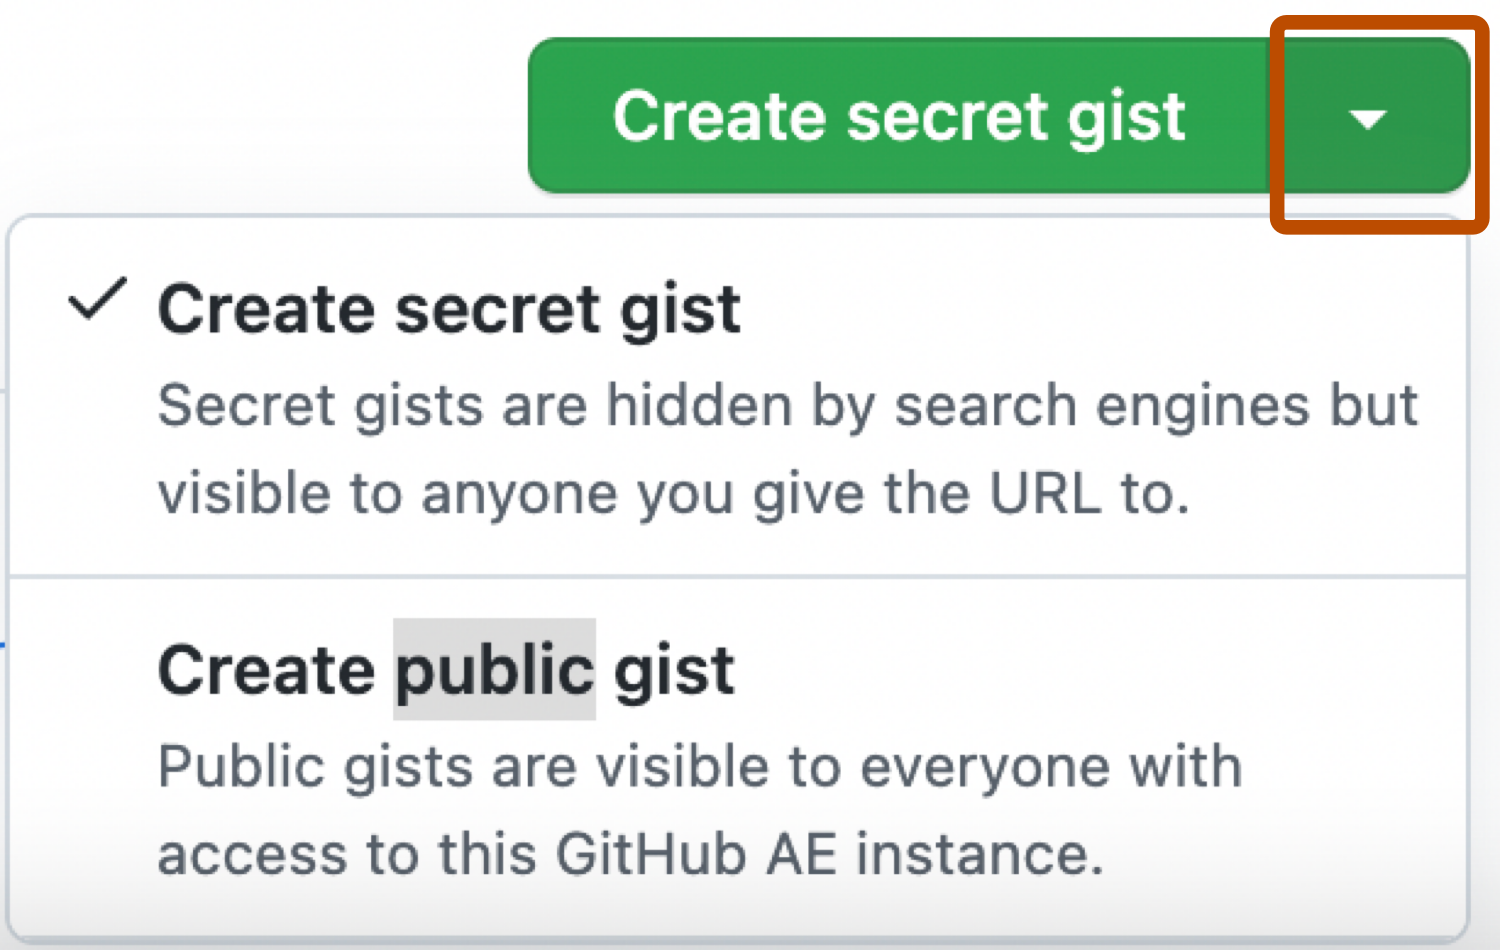 Create secret gist
Create secret gist
Secret gists are hidden by search engines but
visible to anyone you give the URL to.
Create public gist
Public gists are visible to everyone with
access to this GitHub AE instance.